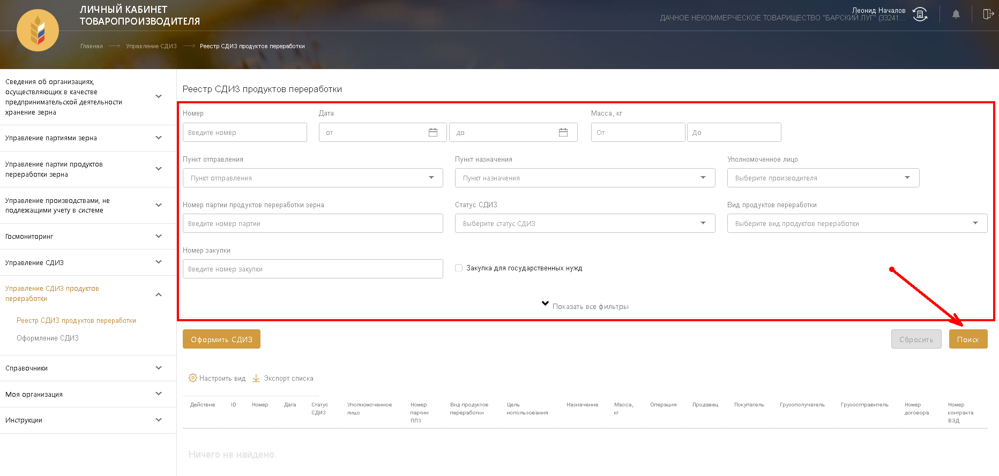 ЛИЧНЫЙ КАБИНЕТ
ТОВАРОПРОИЗВОДИТЕЛЯ
Леонид Началов
ДАЧНОЕ НЕКОММЕРЧЕСКОЕ ТОВАРИЩЕСТВО "БАРСКИЙ ЛУГ" (33241...
Главная
Управление СДИЗ
Реестр СДИЗ продуктов переработки
Сведения об организациях,
осуществляющих в качестве
предпринимательской деятельности
хранение зерна
Управление партиями зерна
Управление партии продуктов
переработки зерна
Управление производствами, не
подлежащими учету в системе
Госмониторинг
Управление СДИЗ
Управление СДИЗ продуктов
переработки
Реестр СДИЗ продуктов переработки
Оформление СДИЗ
Справочники
Моя организация
Инструкции
Реестр СДИЗ продуктов переработки
Номер Дата Масса, кг
Введите номер от до От До
Пункт отправления Пункт назначения Уполномоченное лицо
Пункт отправления Пункт назначения Выберите производителя
Номер партии продуктов переработки зерна Статус СДИЗ Вид продуктов переработки
Введите номер партии Выберите статус СДИЗ Выберите вид продуктов переработки
Номер закупки
Введите номер закупки Закупка для государственных нужд
Показать все фильтры
Оформить СДИЗ Сбросить Поиск
Настроить вид Экспорт списка
Действие ID Номер Дата Статус Уполномоченное Номер Вид продуктов Цель Назначение Масса, Операция Продавец Покупатель Грузополучатель Грузоотправитель Номер Номер
СДИЗ лицо партии переработки использования кг договора контракта
ППЗ ВЭД
Ничего не найдено.